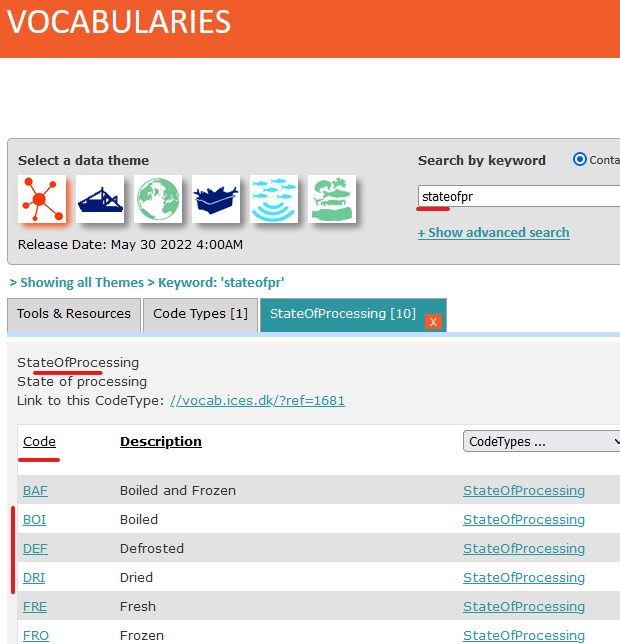 VOCABULARIES
Select a data theme
Search by keyword
Conta
stateofpr
+ Show advanced search
Release Date: May 30 2022 4:00AM
> Showing all Themes > Keyword: 'stateofpr'
Tools & Resources Code Types [1] StateOfProcessing [10] X
StateOfProcessing
State of processing
Link to this CodeType: //vocab.ices.dk/?ref=1681
Code Description CodeTypes ...
BAF Boiled and Frozen StateOfProcessing
BOI Boiled StateOfProcessing
DEF Defrosted StateOfProcessing
DRI Dried StateOfProcessing
FRE Fresh StateOfProcessing
FRO Frozen StateOfProcessing